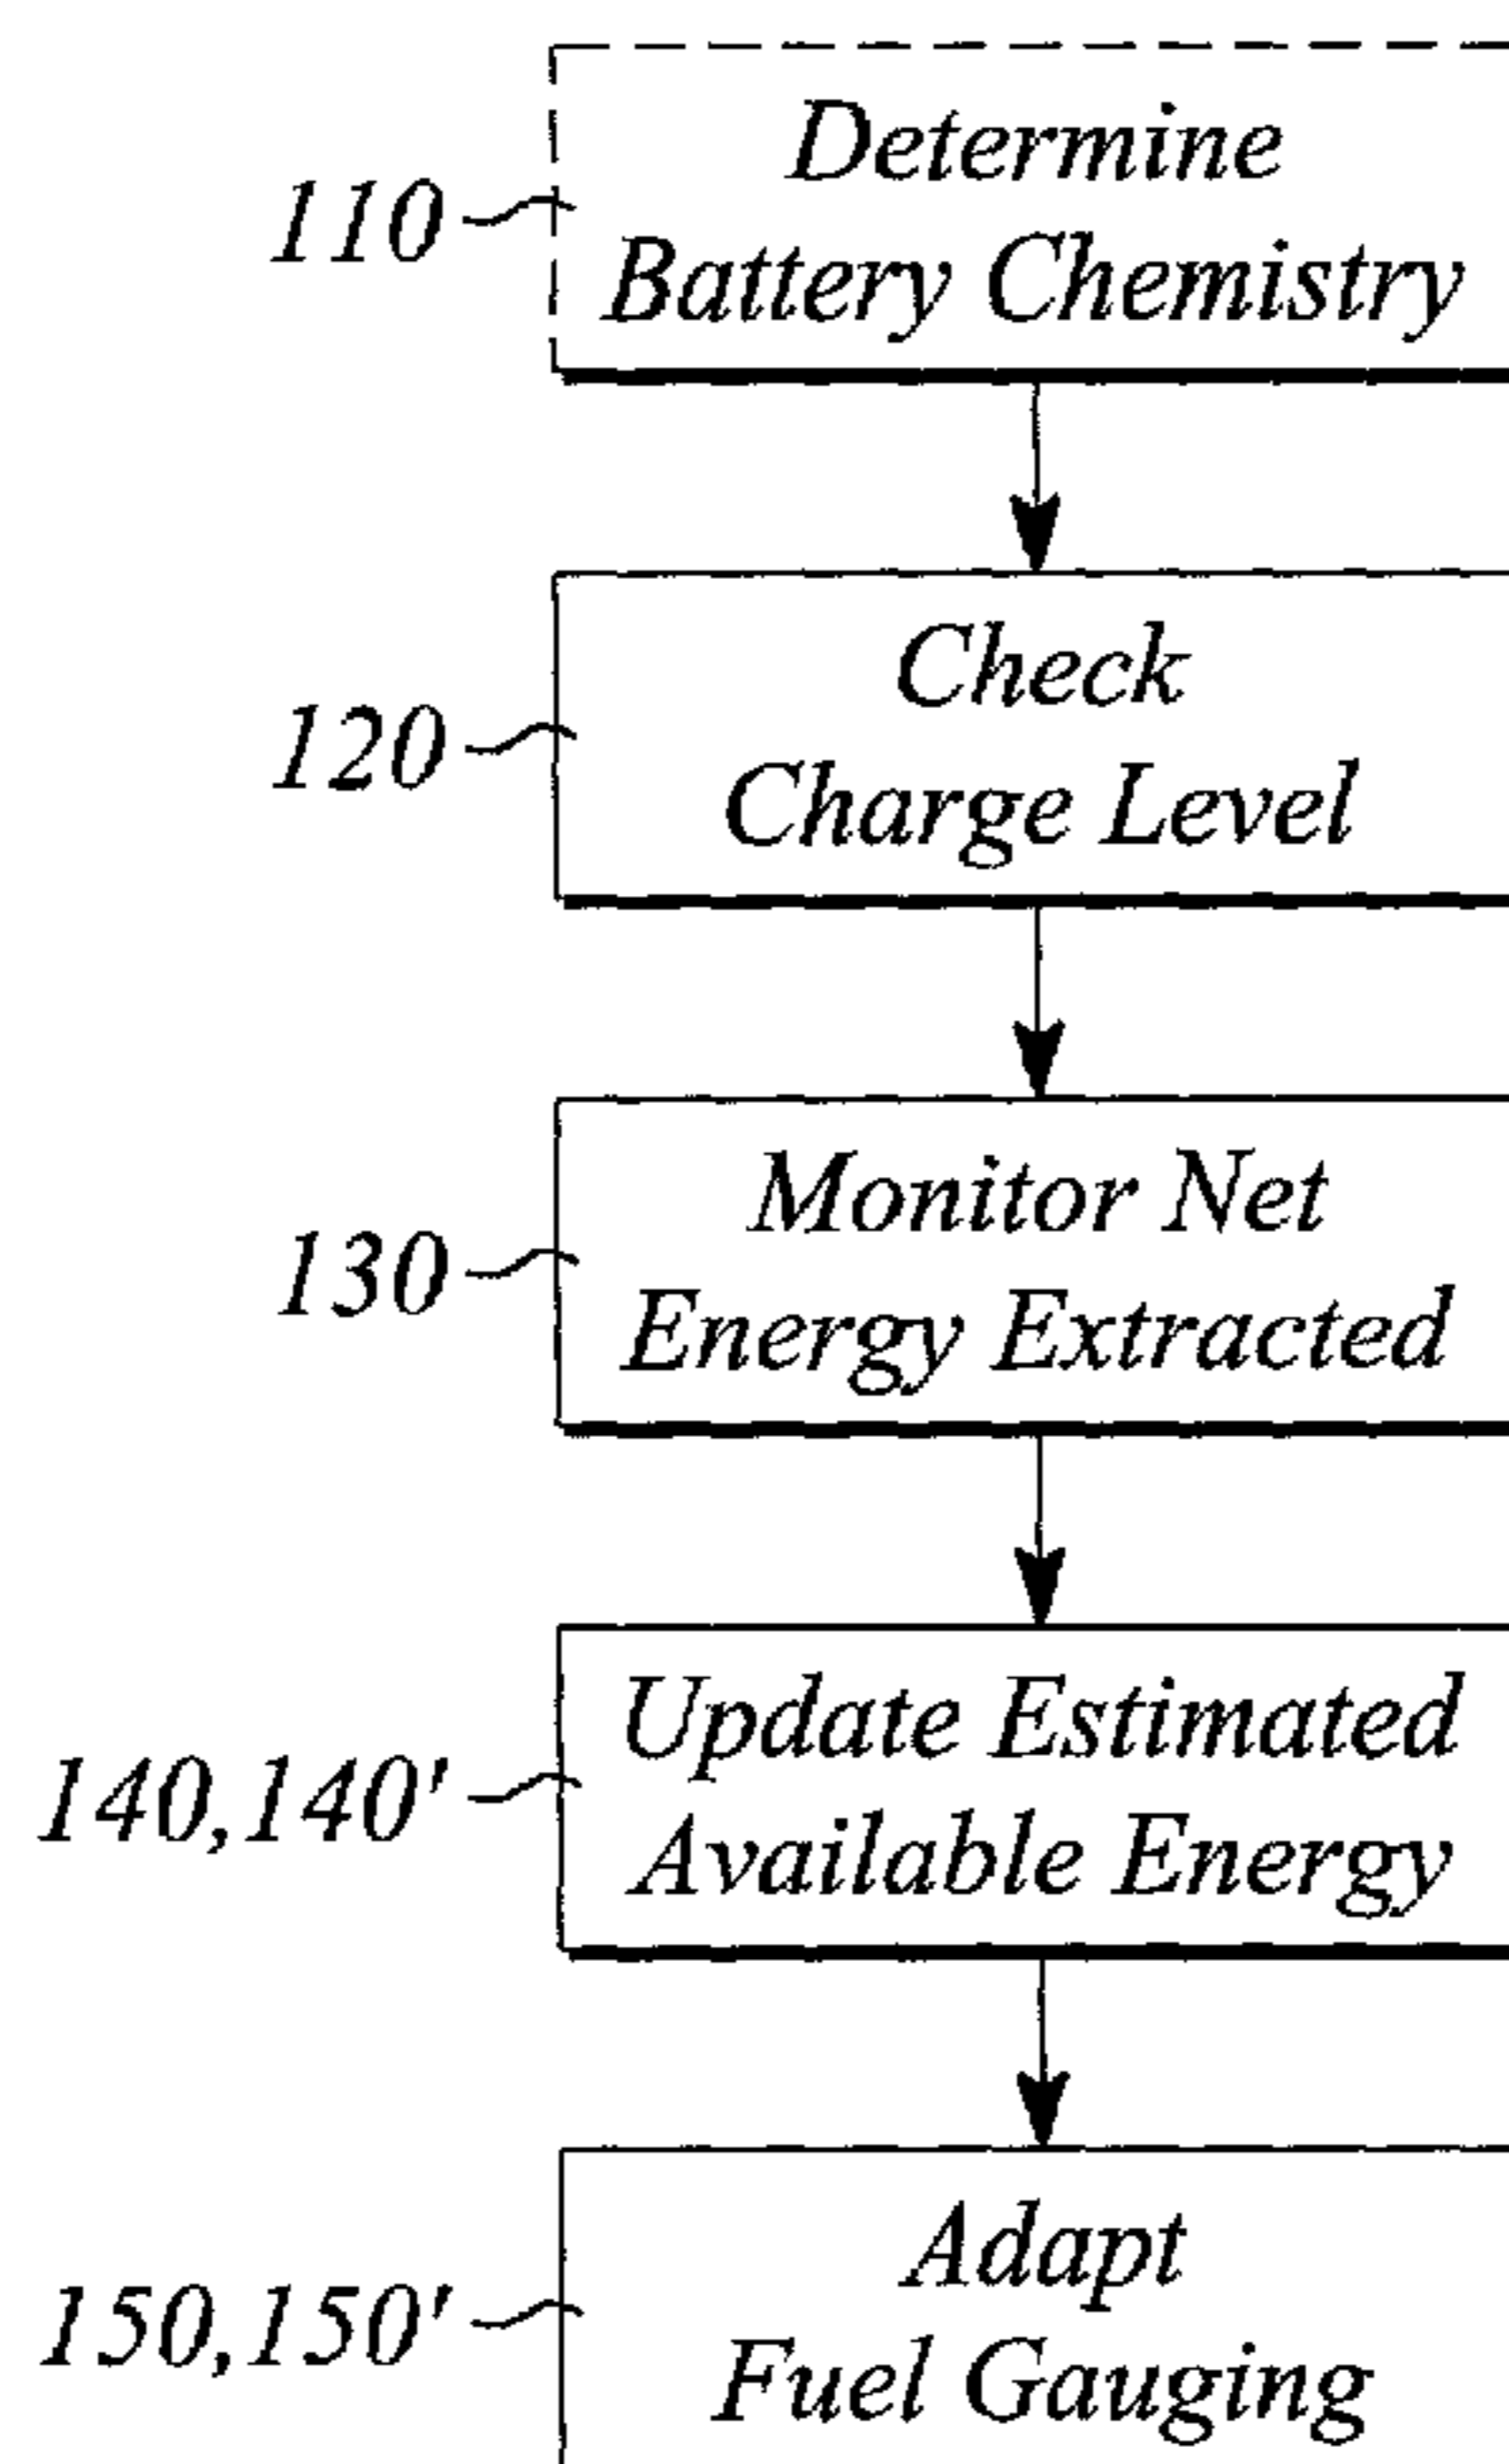 Determine
110
Battery Chemistry
Check
120
Charge Level
Monitor Net
130
Energy Extracted
Update Estimated
140,140'
Available Energy
Adapt
150,150'
Fuel Gauging